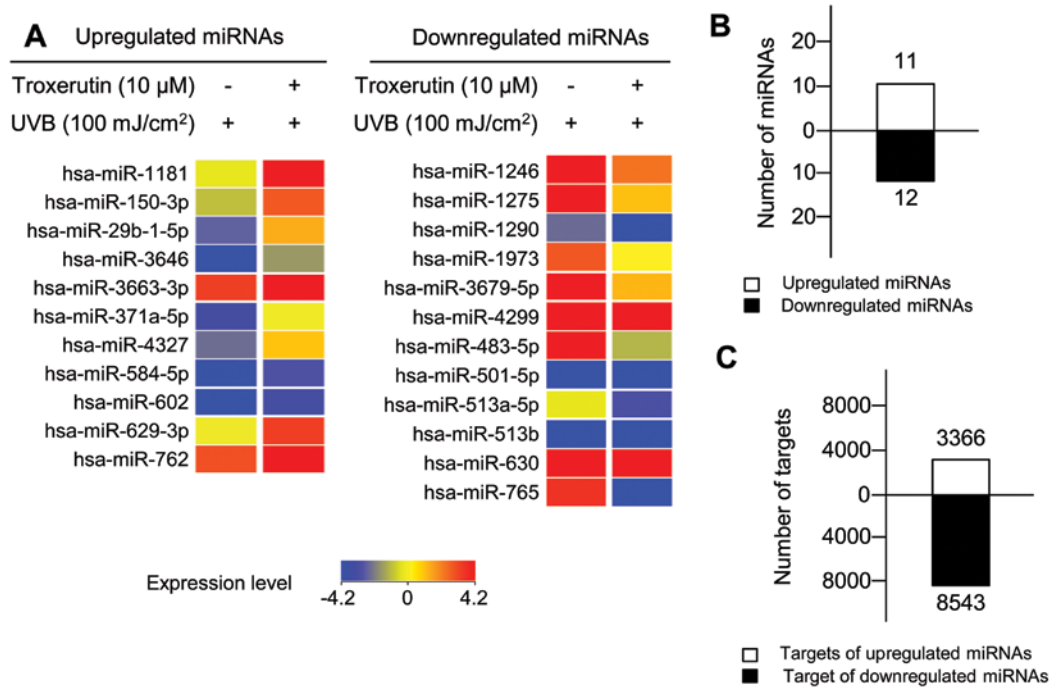 A
Upregulated miRNAs
Troxerutin (10 µM) - +
UVB (100 mJ/cm²) + +
hsa-miR-1181
hsa-miR-150-3p
hsa-miR-29b-1-5p
hsa-miR-3646
hsa-miR-3663-3p
hsa-miR-371a-5p
hsa-miR-4327
hsa-miR-584-5p
hsa-miR-602
hsa-miR-629-3p
hsa-miR-762
Downregulated miRNAs
Troxerutin (10 µM) - +
UVB (100 mJ/cm²) + +
hsa-miR-1246
hsa-miR-1275
hsa-miR-1290
hsa-miR-1973
hsa-miR-3679-5p
hsa-miR-4299
hsa-miR-483-5p
hsa-miR-501-5p
hsa-miR-513a-5p
hsa-miR-513b
hsa-miR-630
hsa-miR-765
Expression level
-4.2 0 4.2
B
Number of miRNAs
20
10
0
10
20
11
12
Upregulated miRNAs
Downregulated miRNAs
C
Number of targets
8000
4000
0
4000
8000
3366
8543
Targets of upregulated miRNAs
Target of downregulated miRNAs